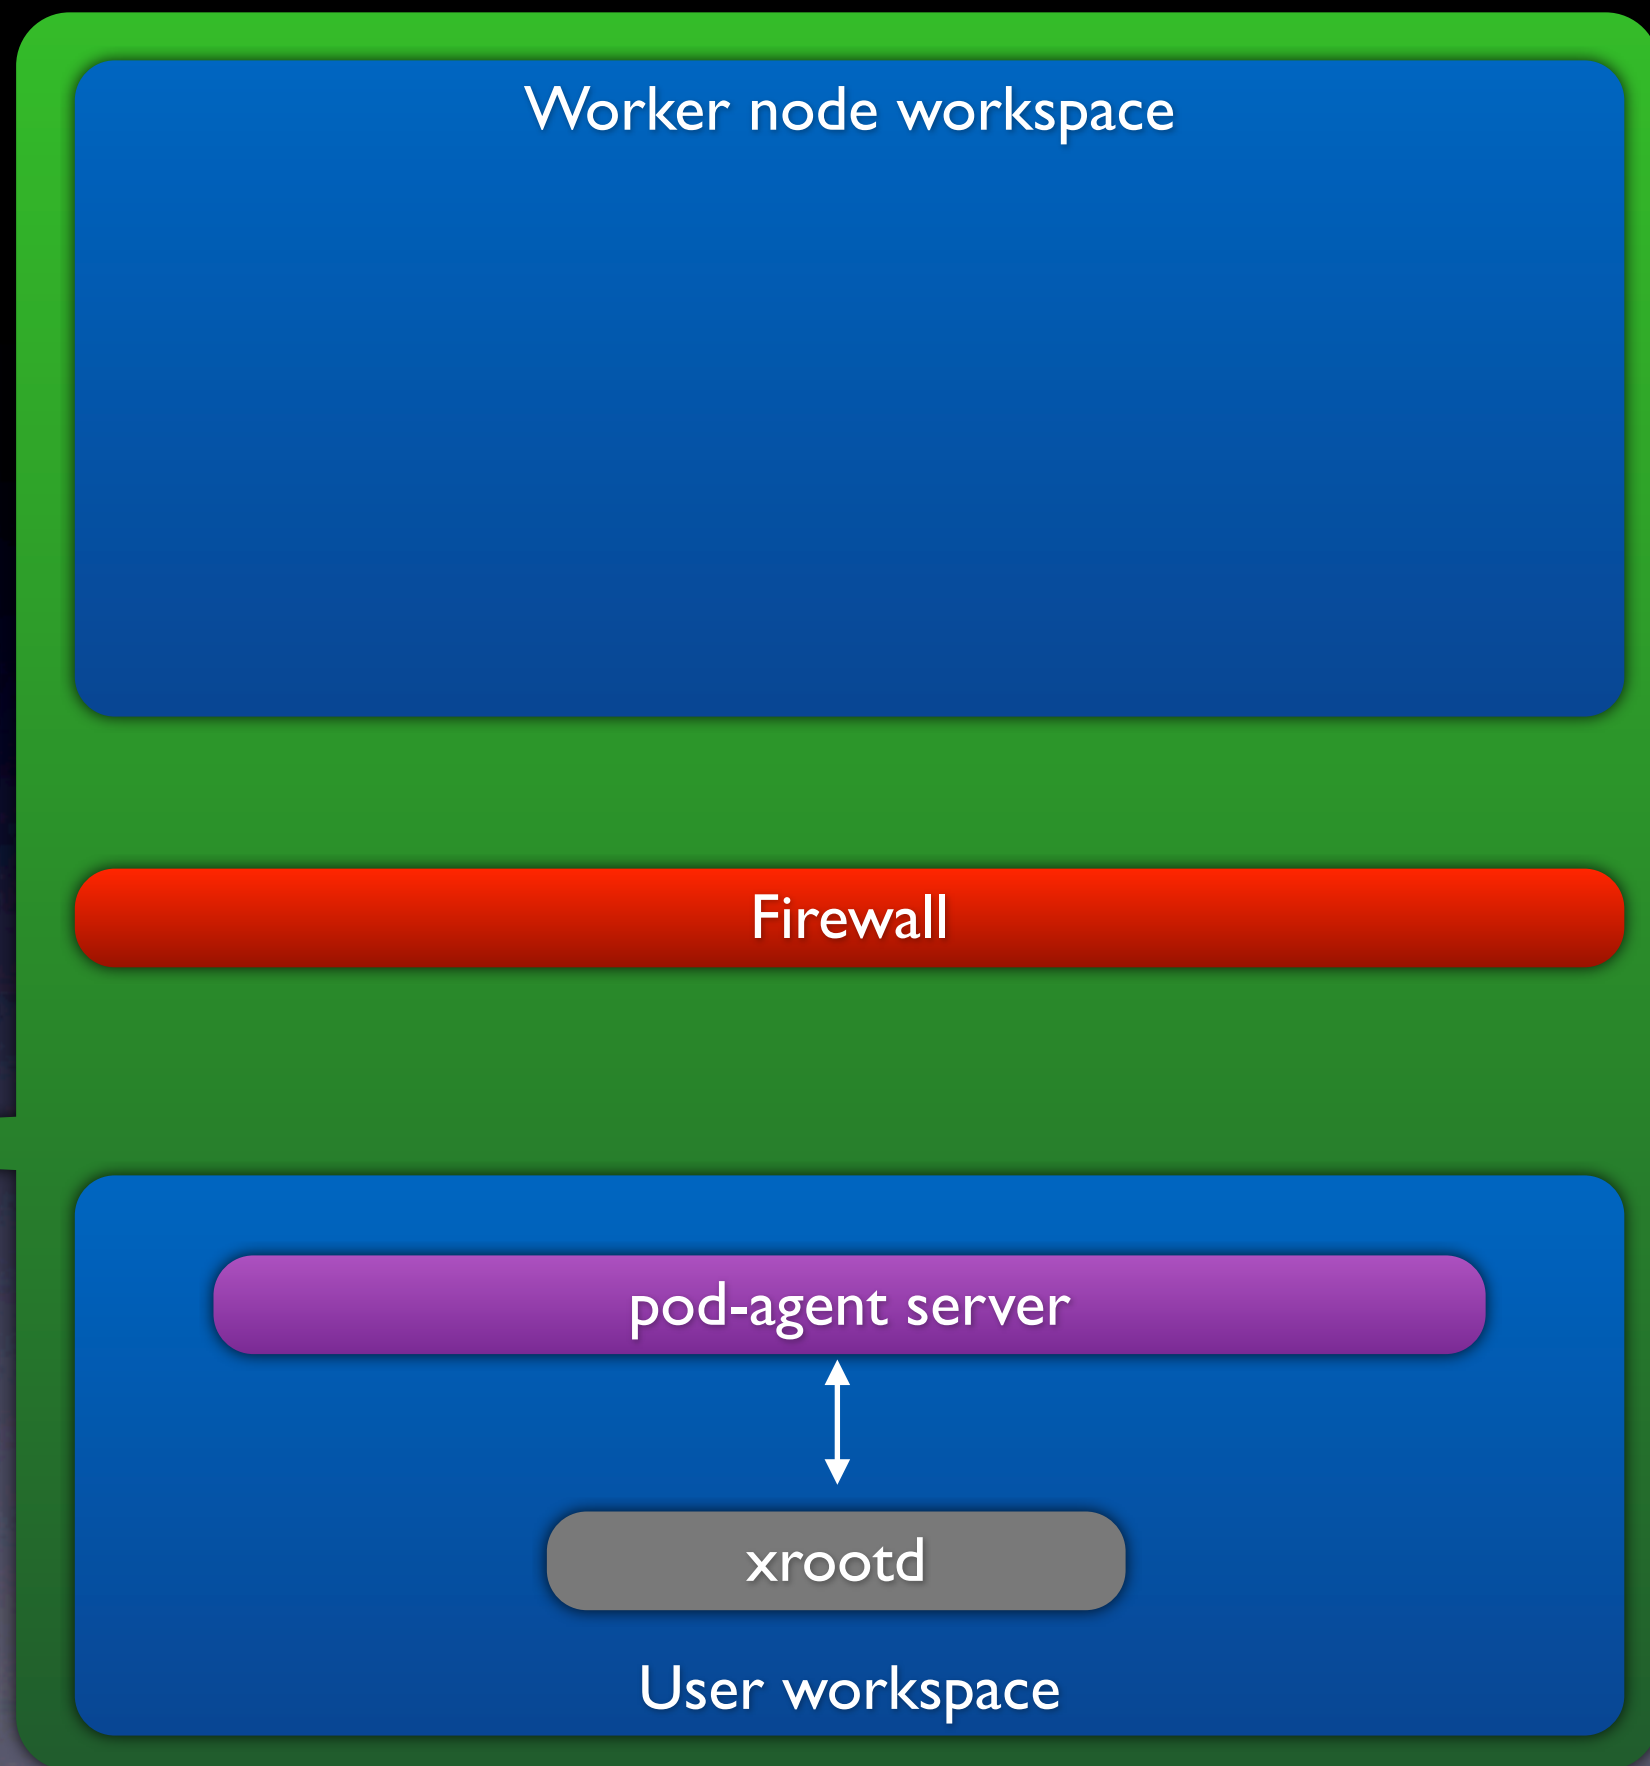 Worker node workspace
Firewall
pod-agent server
xrootd
User workspace